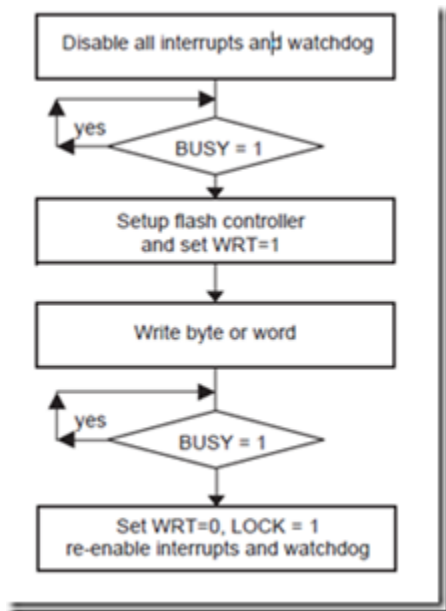 Disable all interrupts and watchdog
yes
BUSY = 1
Setup flash controller
and set WRT=1
Write byte or word
yes
BUSY = 1
Set WRT=0, LOCK = 1
re-enable interrupts and watchdog